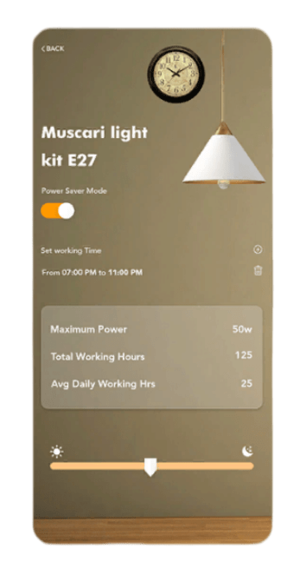 < BACK
Muscari light
kit E27
Power Saver Mode
Set working Time
From 07:00 PM to 11:00 PM
Maximum Power 50w
Total Working Hours 125
Avg Daily Working Hrs 25